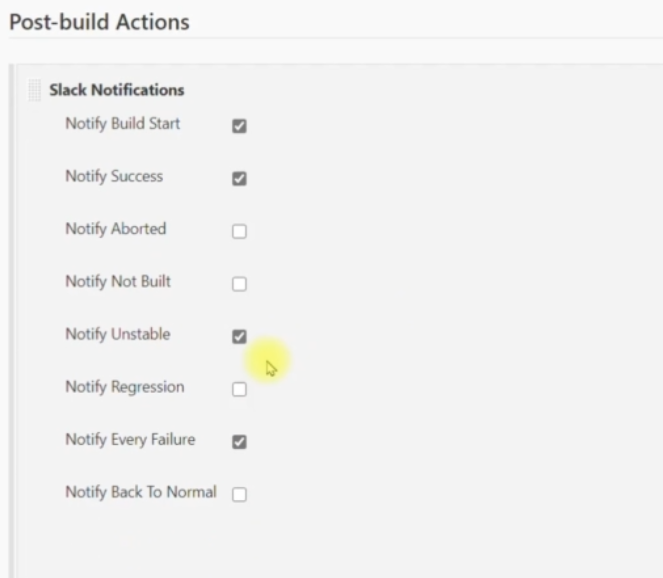 Post-build Actions
Slack Notifications
Notify Build Start
Notify Success
Notify Aborted
Notify Not Built
Notify Unstable
Notify Regression
Notify Every Failure
Notify Back To Normal